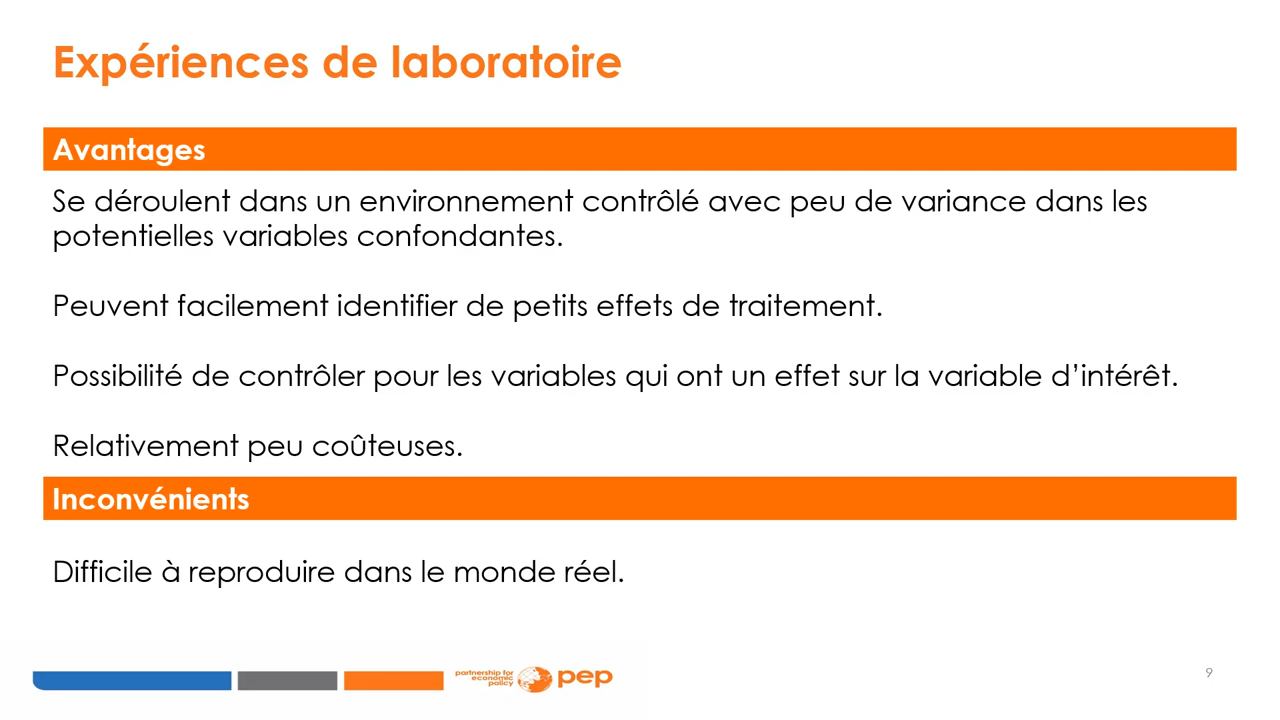 Expériences de laboratoire
Avantages
Se déroulent dans un environnement contrôlé avec peu de variance dans les
potentielles variables confondantes.
Peuvent facilement identifier de petits effets de traitement.
Possibilité de contrôler pour les variables qui ont un effet sur la variable d’intérêt.
Relativement peu coûteuses.
Inconvénients
Difficile à reproduire dans le monde réel.
partnership for
economic
policy
pep
9